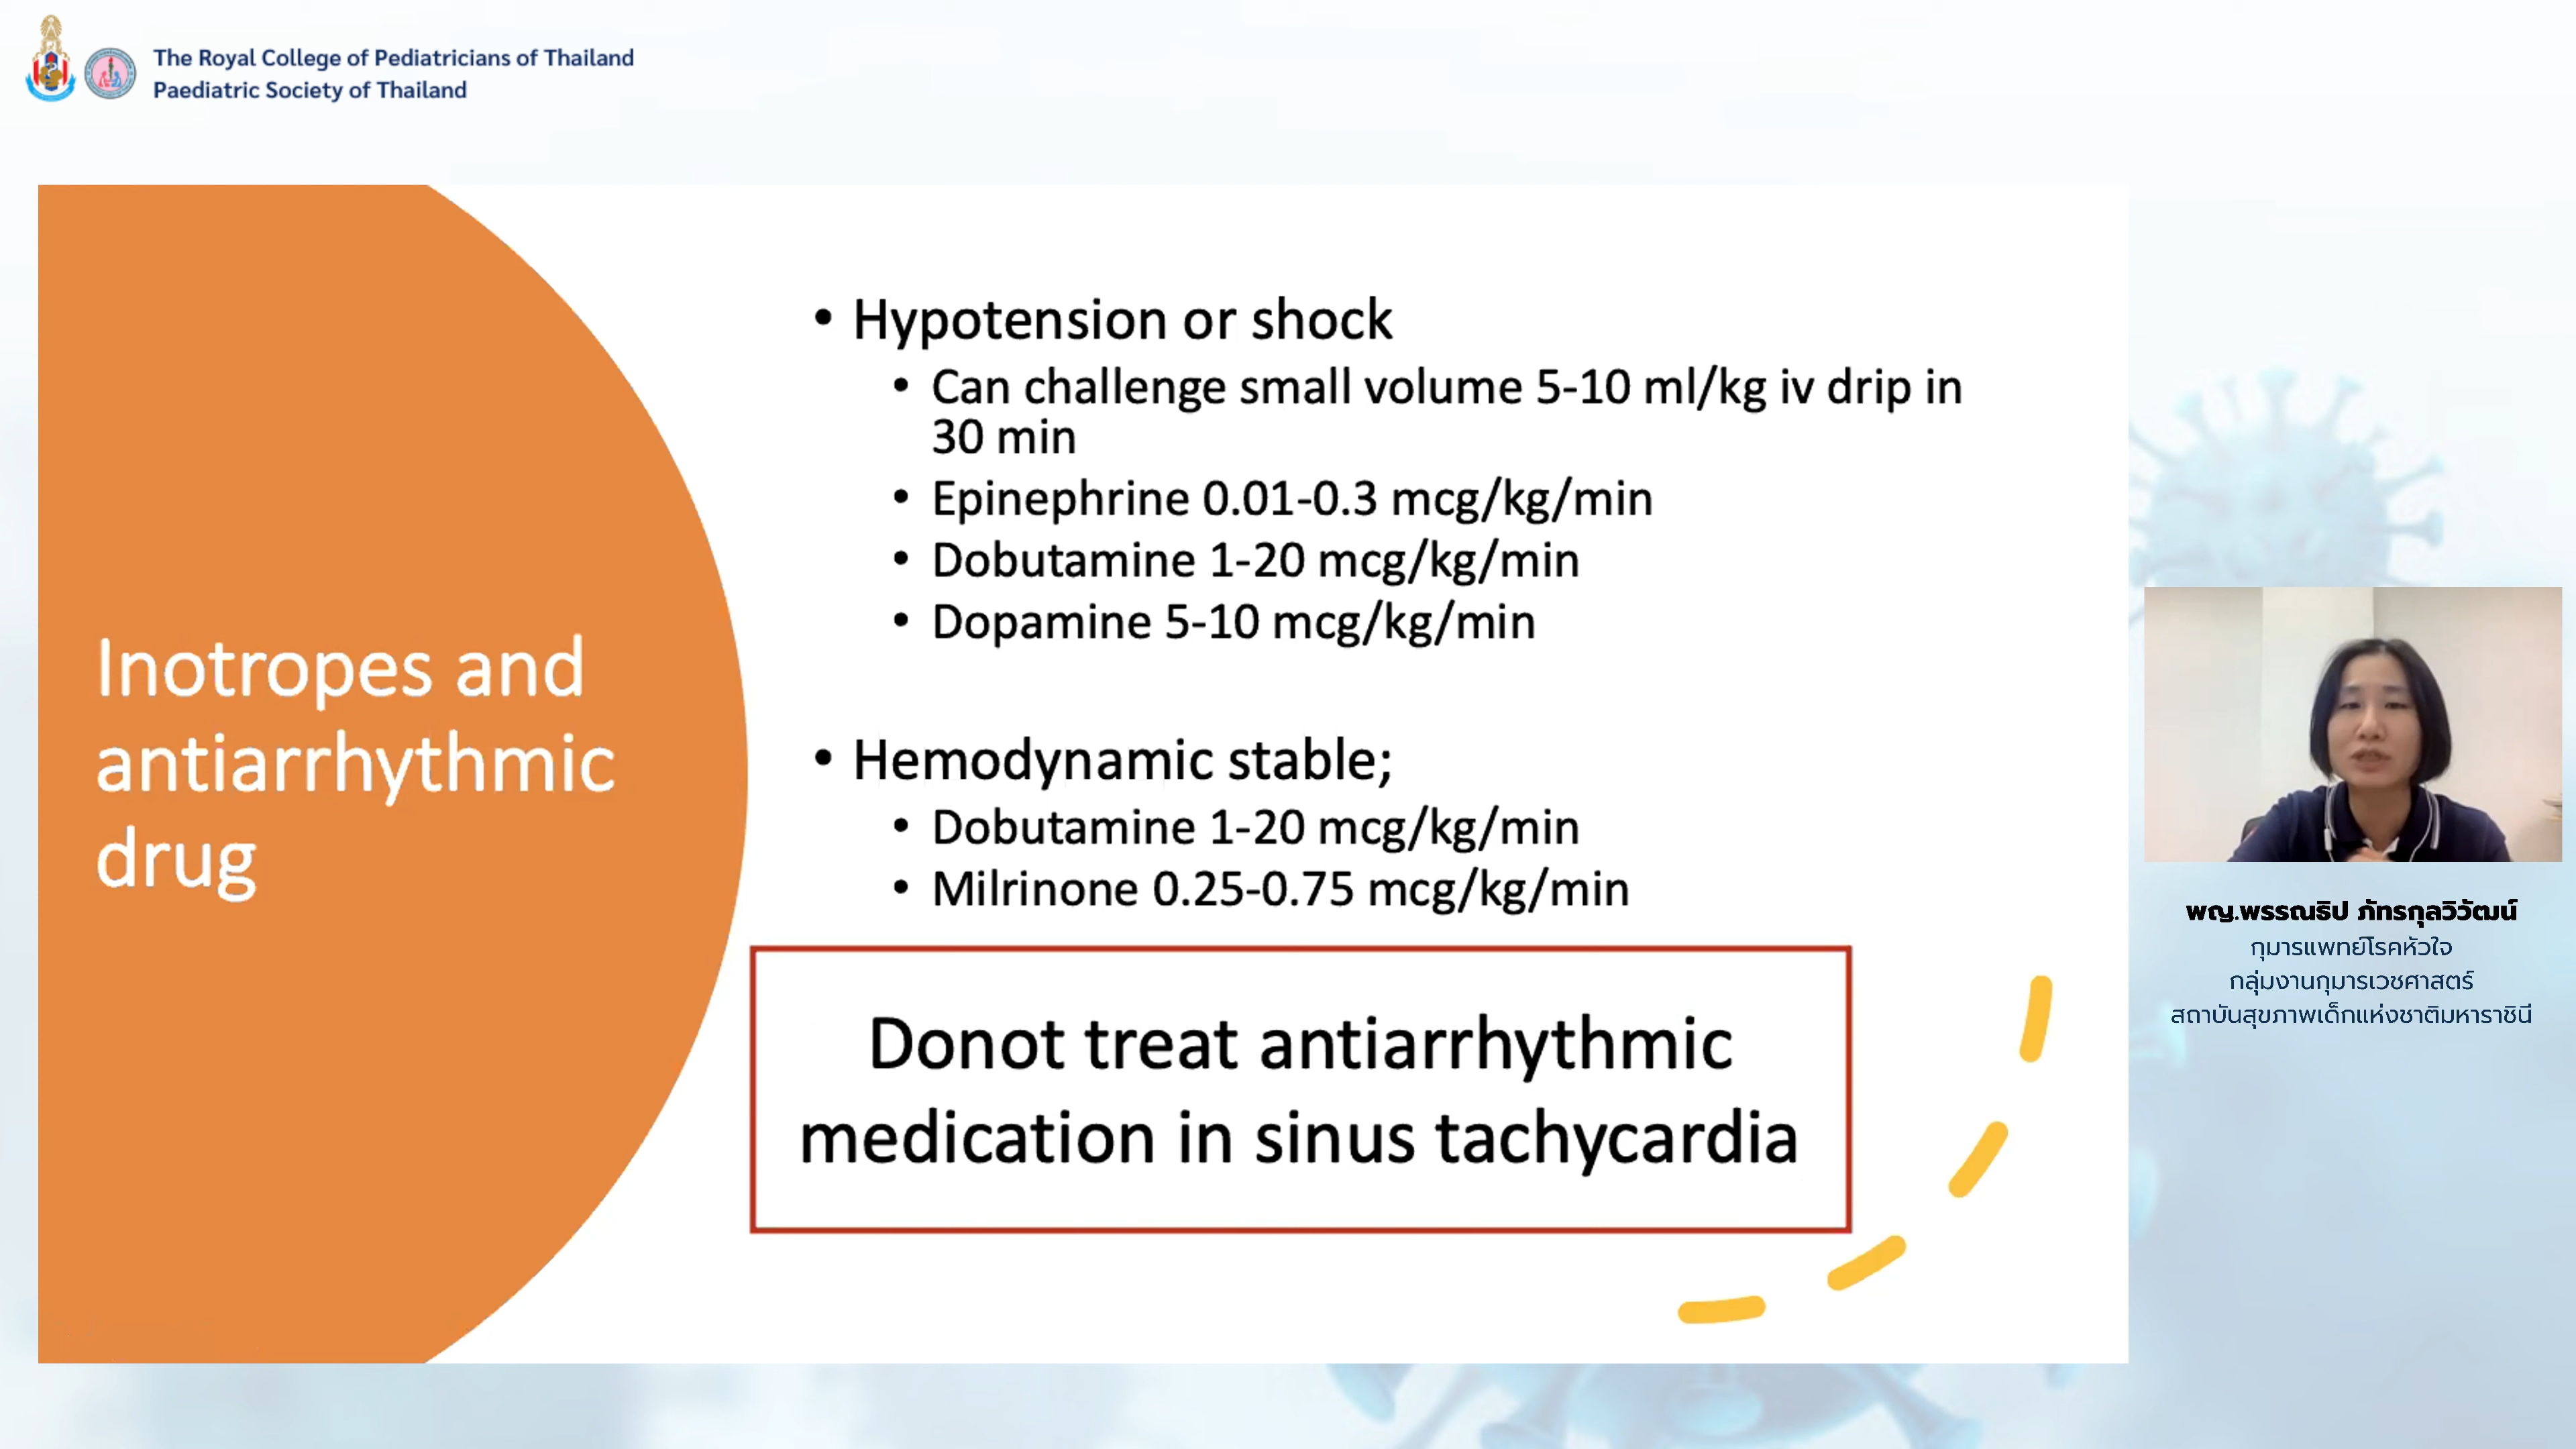 The Royal College of Pediatricians of Thailand
Paediatric Society of Thailand
Inotropes and
antiarrhythmic
drug
• Hypotension or shock
• Can challenge small volume 5-10 ml/kg iv drip in
30 min
• Epinephrine 0.01-0.3 mcg/kg/min
• Dobutamine 1-20 mcg/kg/min
• Dopamine 5-10 mcg/kg/min
• Hemodynamic stable;
• Dobutamine 1-20 mcg/kg/min
• Milrinone 0.25-0.75 mcg/kg/min
Donot treat antiarrhythmic
medication in sinus tachycardia
พญ.พรรณธิป ภัทรกุลวิวัฒน์
กุมารแพทย์โรคหัวใจ
กลุ่มงานกุมารเวชศาสตร์
สถาบันสุขภาพเด็กแห่งชาติมหาราชินี